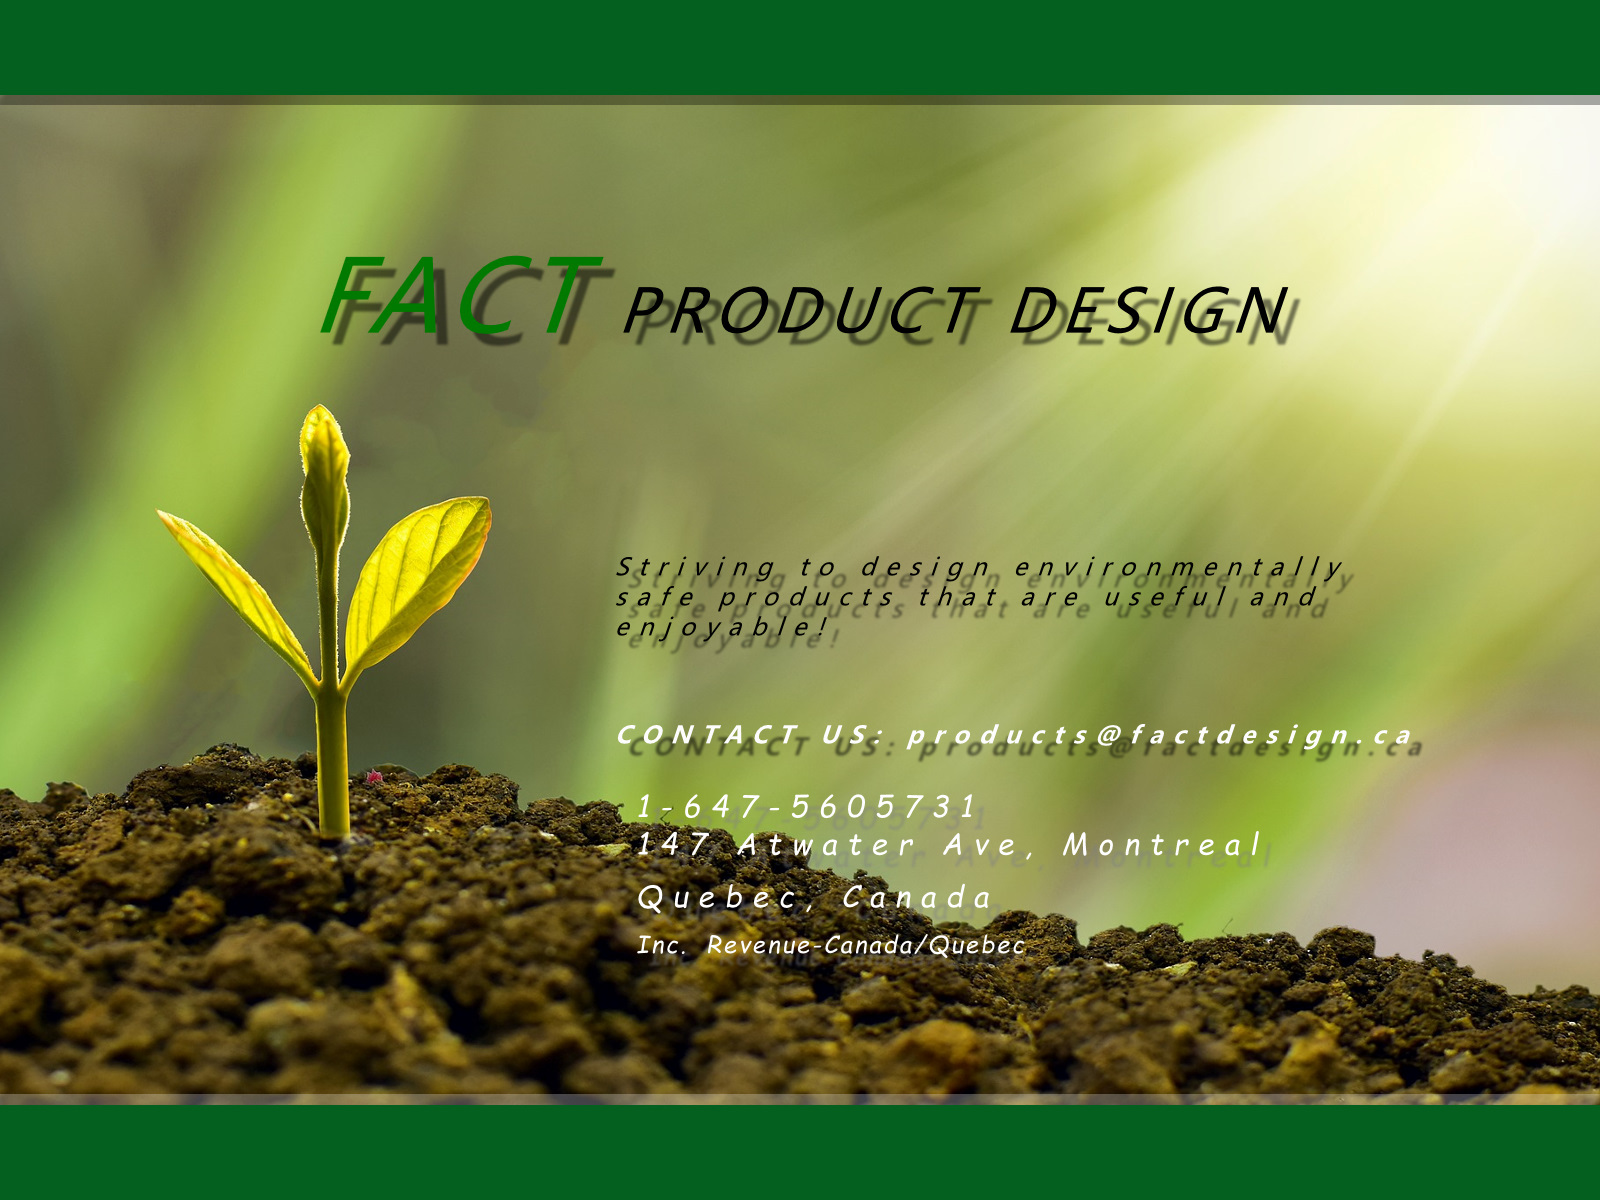 FACT PRODUCT DESIGN
Striving to design environmentally
safe products that are useful and
enjoyable!
CONTACT US: products@factdesign.ca
1-647-5605731
147 Atwater Ave, Montreal
Quebec, Canada
Inc. Revenue-Canada/Quebec